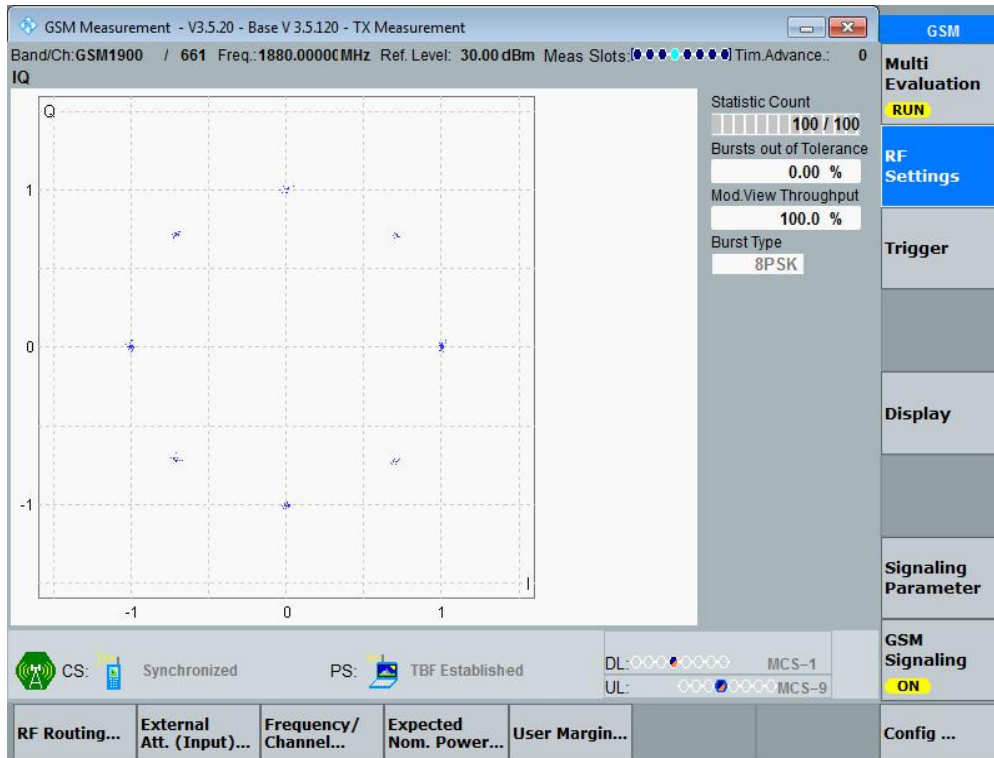 GSM Measurement - V3.5.20 - Base V 3.5.120 - TX Measurement
GSM
Band/Ch:GSM1900 / 661 Freq.:1880.00000MHz Ref. Level: 30.00 dBm Meas Slots: Tim.Advance.: 0
IQ
Multi
Evaluation
RUN
Q
Statistic Count
100 / 100
Bursts out of Tolerance
0.00 %
Mod.View Throughput
100.0 %
Burst Type
8PSK
RF
Settings
Trigger
1
0
-1
I
-1 0 1
Display
Signaling
Parameter
GSM
Signaling
ON
CS: Synchronized PS: TBF Established
DL: MCS-1
UL: MCS-9
RF Routing...
External
Att. (Input)...
Frequency/
Channel...
Expected
Nom. Power...
User Margin...
Config ...